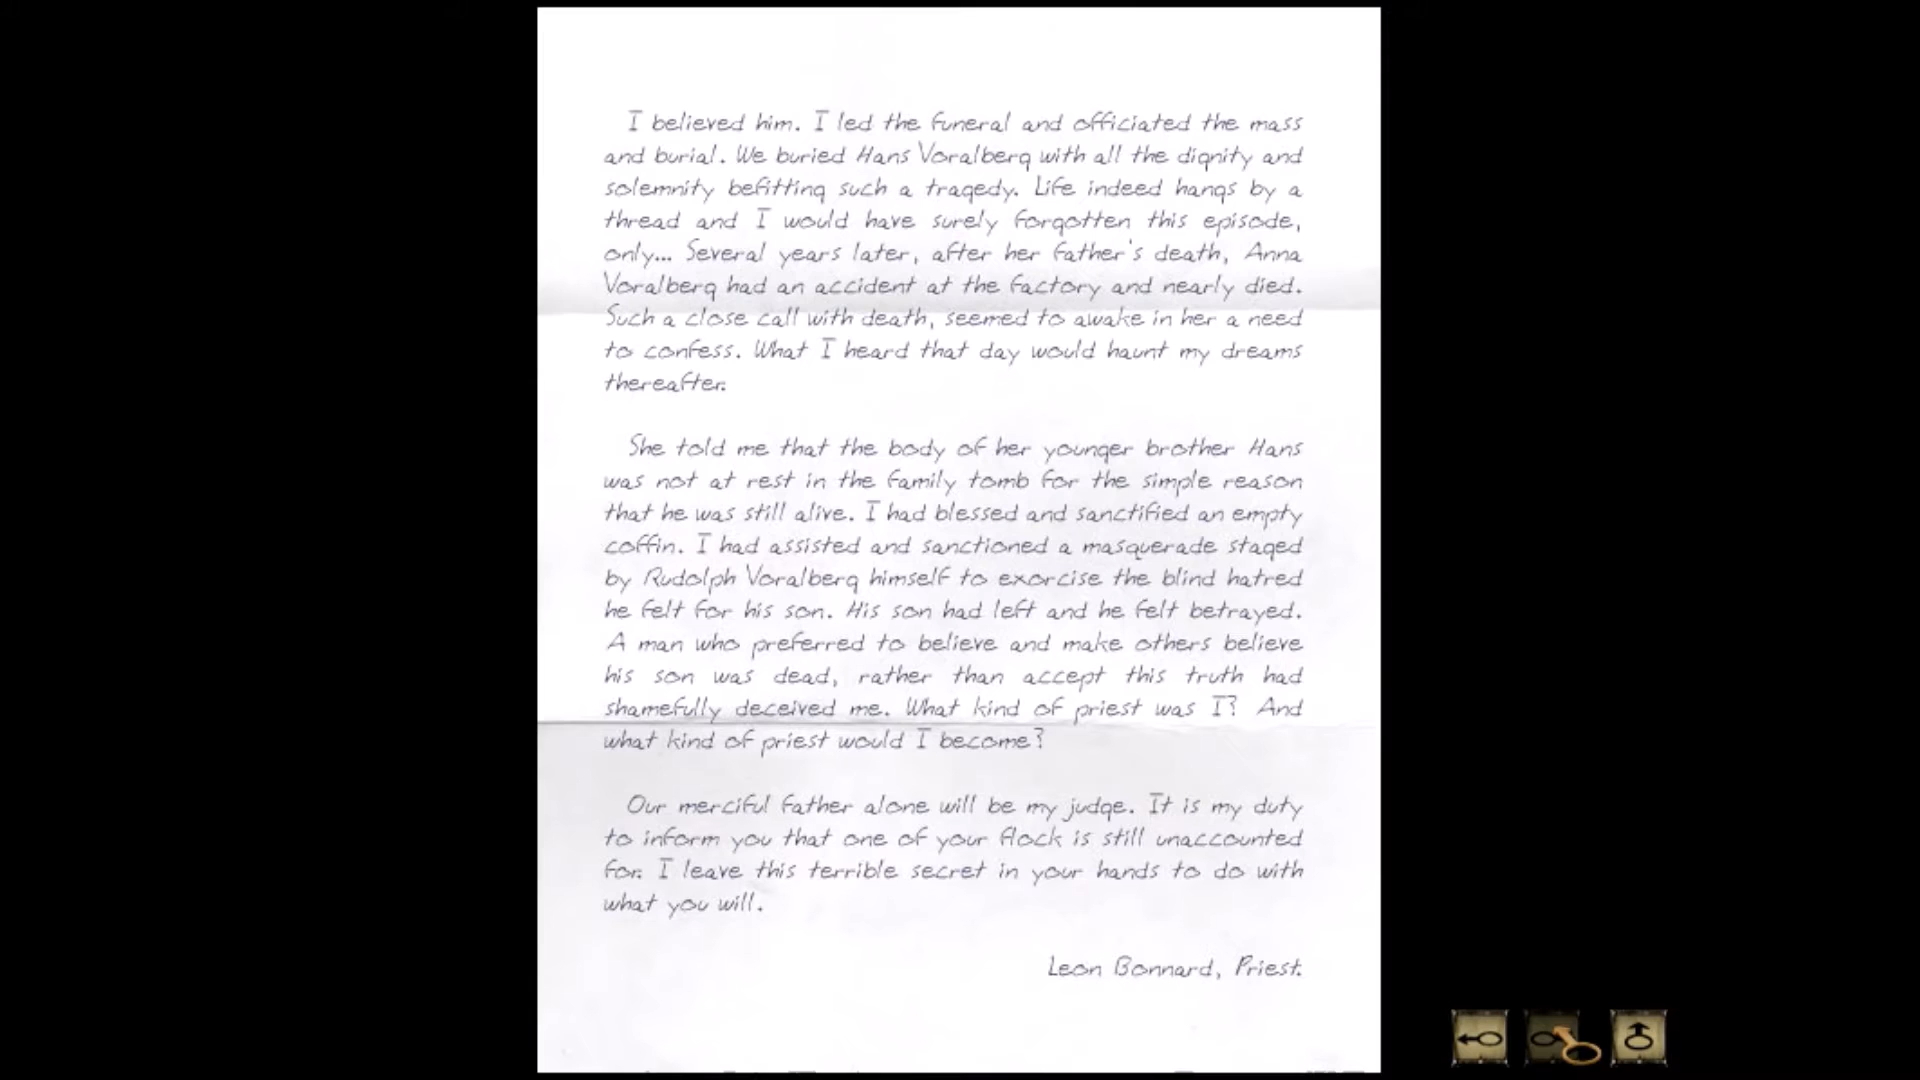 I believed him. I led the funeral and officiated the mass
and burial. We buried Hans Voralberg with all the dignity and
solemnity befitting such a tragedy. Life indeed hangs by a
thread and I would have surely forgotten this episode,
only... Several years later, after her father's death, Anna
Voralberg had an accident at the factory and nearly died.
Such a close call with death, seemed to awake in her a need
to confess. What I heard that day would haunt my dreams
thereafter.
She told me that the body of her younger brother Hans
was not at rest in the family tomb for the simple reason
that he was still alive. I had blessed and sanctified an empty
coffin. I had assisted and sanctioned a masquerade staged
by Rudolph Voralberg himself to exorcise the blind hatred
he felt for his son. His son had left and he felt betrayed.
A man who preferred to believe and make others believe
his son was dead, rather than accept this truth had
shamefully deceived me. What kind of priest was I? And
what kind of priest would I become?
Our merciful father alone will be my judge. It is my duty
to inform you that one of your flock is still unaccounted
for. I leave this terrible secret in your hands to do with
what you will.
Leon Bonnard, Priest.